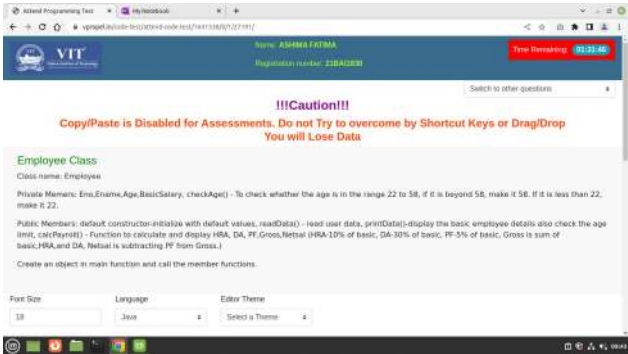 Attend Programming Test
My Notebook
vpropel.in/code-test/attend-code-test/
VIT
Name: ASHIMA FATIMA
Registration number: 21BAI1830
Time Remaining: 01:31:46
Switch to other questions
!!!Caution!!!
Copy/Paste is Disabled for Assessments. Do not Try to overcome by Shortcut Keys or Drag/Drop
You will Lose Data
Employee Class
Class name: Employee
Private Memers: Eno,Ename,Age,BasicSalary, checkAge() - To check whether the age is in the range 22 to 58, if it is beyond 58, make it 58. If it is less than 22,
make it 22.
Public Members: default constructor-initialize with default values, readData() - read user data, printData()-display the basic employee details also check the age
limit, calcPayroll() - Function to calculate and display HRA, DA, PF,Gross,Netsal (HRA-10% of basic, DA-30% of basic, PF-5% of basic, Gross is sum of
basic,HRA,and DA, Netsal is subtracting PF from Gross.)
Create an object in main function and call the member functions.
Font Size
Language
Editor Theme
18
Java
Select a Theme